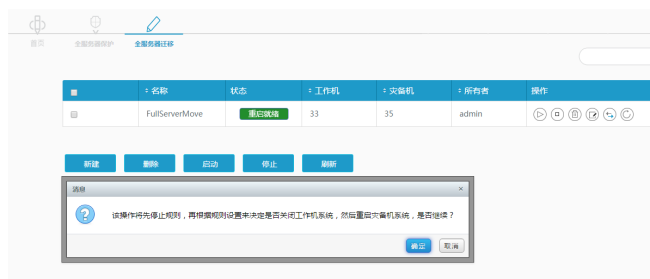 首页 全服务器保护 全服务器迁移
名称 状态 工作机 灾备机 所有者 操作
FullServerMove 重启就绪 33 35 admin
新建 删除 启动 停止 刷新
消息 ×
该操作将先停止规则，再根据规则设置来决定是否关闭工作机系统，然后重启灾备机系统，是否继续？
确定 取消